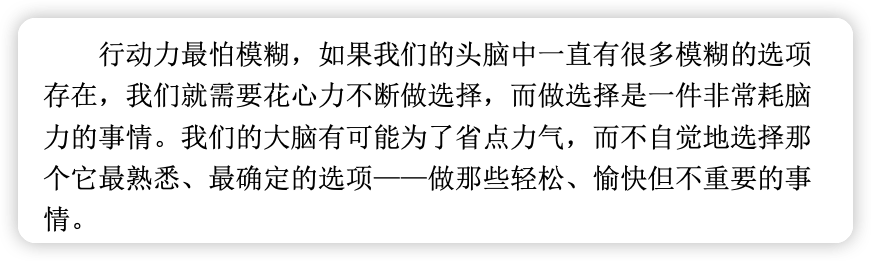 行动力最怕模糊，如果我们的头脑中一直有很多模糊的选项
存在，我们就需要花心力不断做选择，而做选择是一件非常耗脑
力的事情。我们的大脑有可能为了省点力气，而不自觉地选择那
个它最熟悉、最确定的选项——做那些轻松、愉快但不重要的事
情。